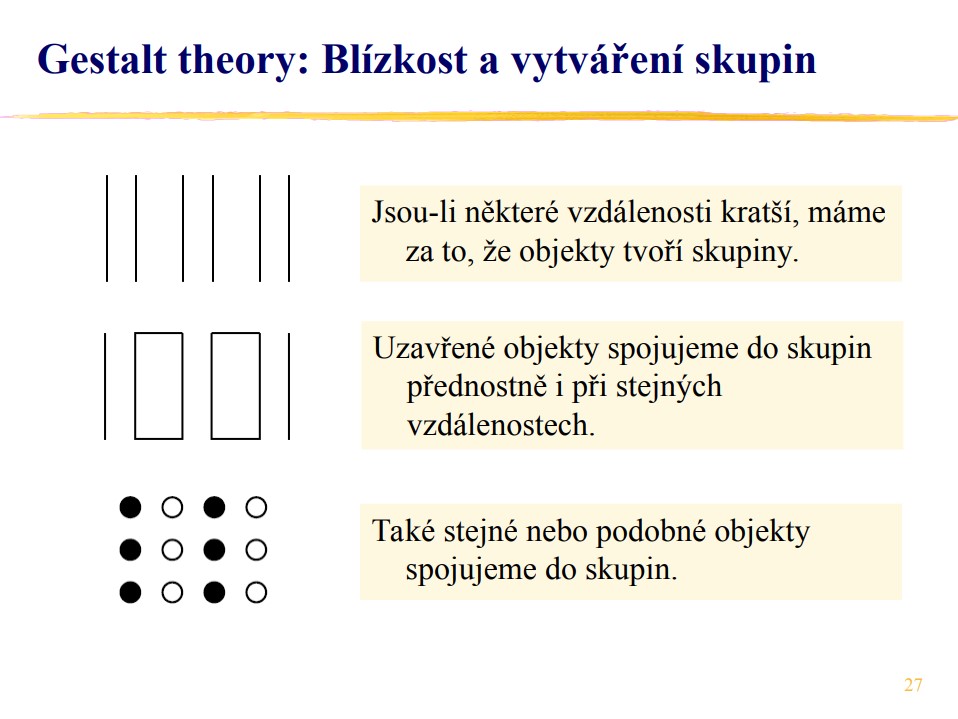 Gestalt theory: Blízkost a vytváření skupin
Jsou-li některé vzdálenosti kratší, máme
za to, že objekty tvoří skupiny.
Uzavřené objekty spojujeme do skupin
přednostně i při stejných
vzdálenostech.
Také stejné nebo podobné objekty
spojujeme do skupin.
27